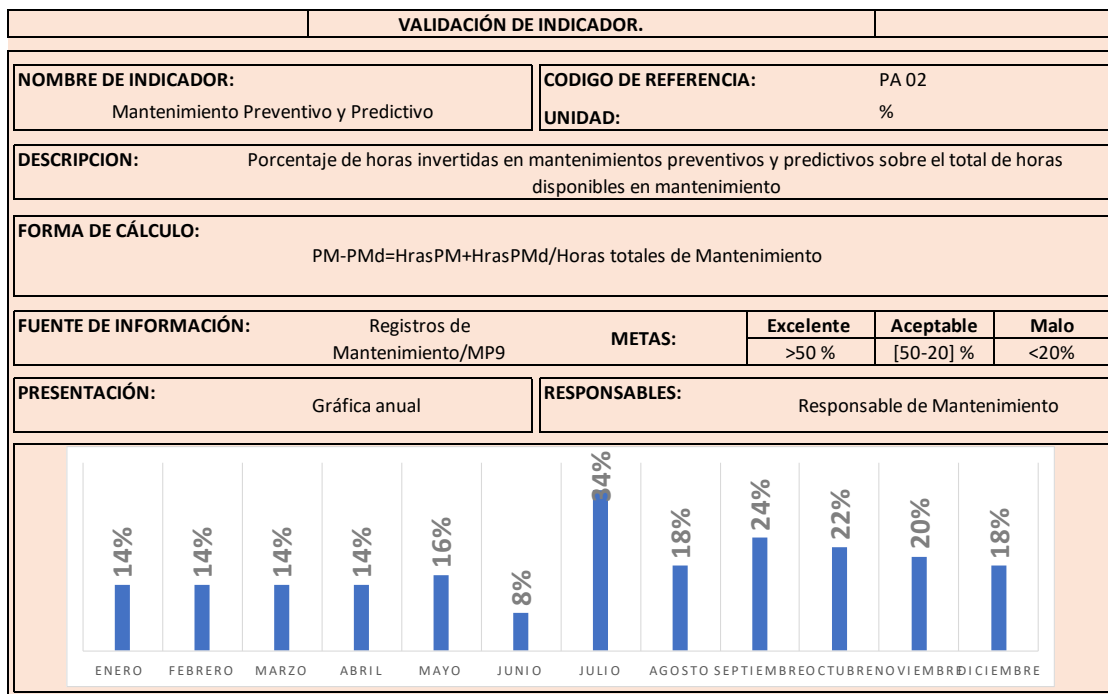 VALIDACIÓN DE INDICADOR.
NOMBRE DE INDICADOR:
Mantenimiento Preventivo y Predictivo
CODIGO DE REFERENCIA: PA 02
UNIDAD: %
DESCRIPCION: Porcentaje de horas invertidas en mantenimientos preventivos y predictivos sobre el total de horas
disponibles en mantenimiento
FORMA DE CÁLCULO:
PM-PMd=HrasPM+HrasPMd/Horas totales de Mantenimiento
FUENTE DE INFORMACIÓN: Registros de
Mantenimiento/MP9
METAS:
Excelente Aceptable Malo
>50 % [50-20] % <20%
PRESENTACIÓN: Gráfica anual
RESPONSABLES: Responsable de Mantenimiento
14% 14% 14% 14% 16% 8% 34% 18% 24% 22% 20% 18%
ENERO FEBRERO MARZO ABRIL MAYO JUNIO JULIO AGOSTO SEPTIEMBRE OCTUBRE NOVIEMBRE DICIEMBRE